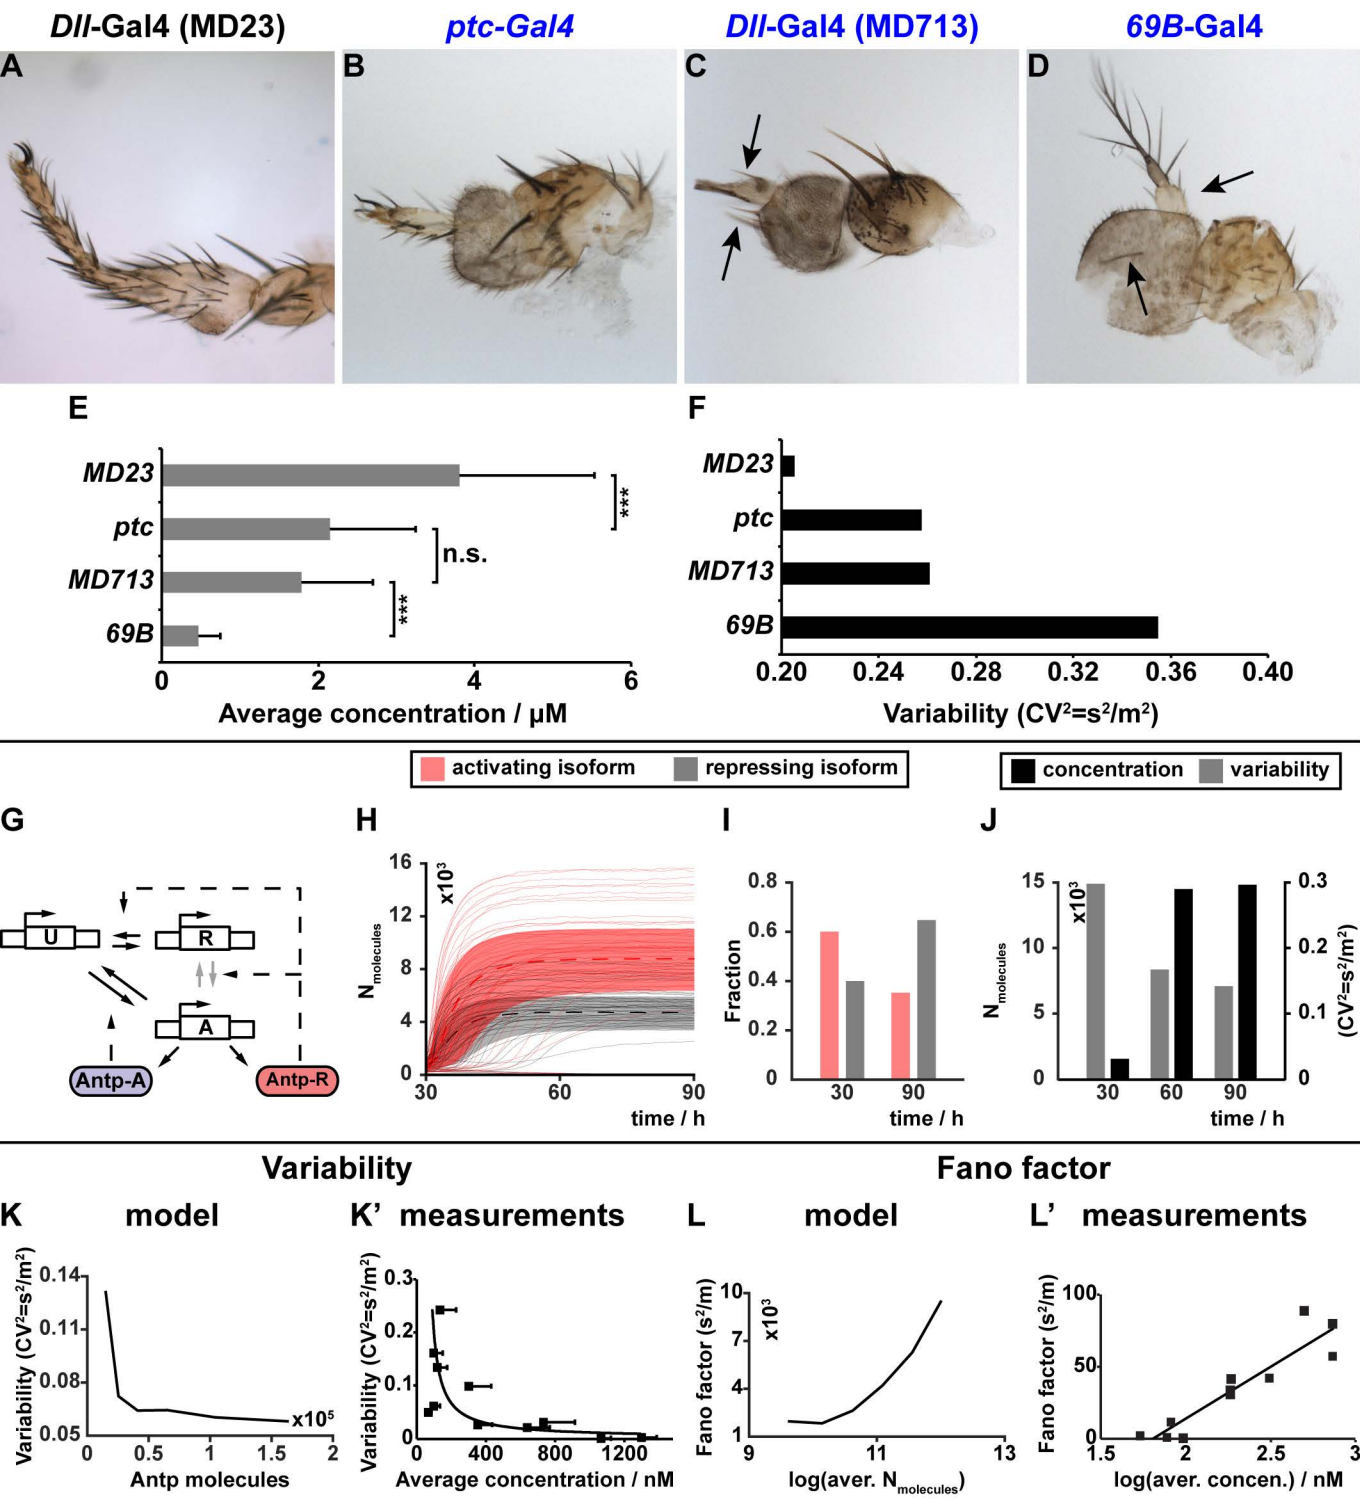 Dll-Gal4 (MD23) ptc-Gal4 Dll-Gal4 (MD713) 69B-Gal4
A B C D
E F
MD23
ptc
MD713
69B
***
n.s.
***
0 2 4 6
Average concentration / µM
MD23
ptc
MD713
69B
0.20 0.24 0.28 0.32 0.36 0.40
Variability (CV²=s²/m²)
activating isoform repressing isoform
concentration variability
G H I J
U R
A
Antp-A Antp-R
16
12
8
4
0
x10³
Nmolecules
30 60 90
time / h
0.8
0.6
0.4
0.2
0
Fraction
30 90
time / h
15
10
5
0
x10³
Nmolecules
0.3
0.2
0.1
0
(CV²=s²/m²)
30 60 90
time / h
Variability Fano factor
K model K’ measurements L model L’ measurements
Variability (CV²=s²/m²)
0.14
0.11
0.08
0.05
x10⁵
0 0.5 1 1.5 2
Antp molecules
Variability (CV²=s²/m²)
0.3
0.2
0.1
0
0 400 800 1200
Average concentration / nM
Fano factor (s²/m)
10
7
4
1
x10³
9 11 13
log(aver. Nmolecules)
Fano factor (s²/m)
100
50
0
1.5 2 2.5 3
log(aver. concen.) / nM